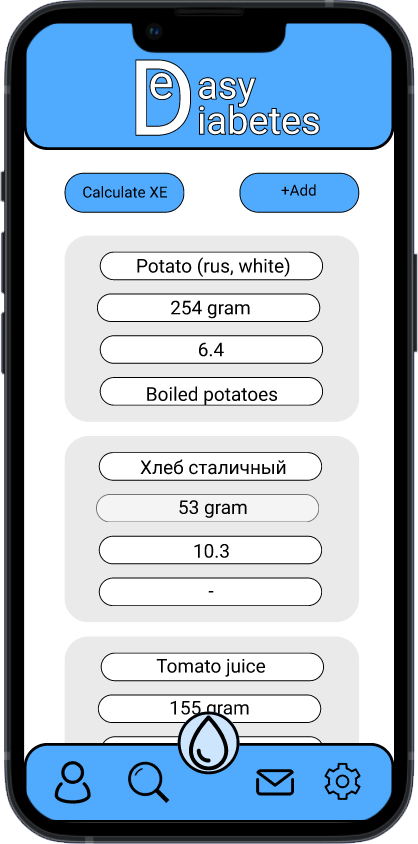 easy
Diabetes
Calculate XE
+Add
Potato (rus, white)
254 gram
6.4
Boiled potatoes
Хлеб сталичный
53 gram
10.3
-
Tomato juice
155 gram